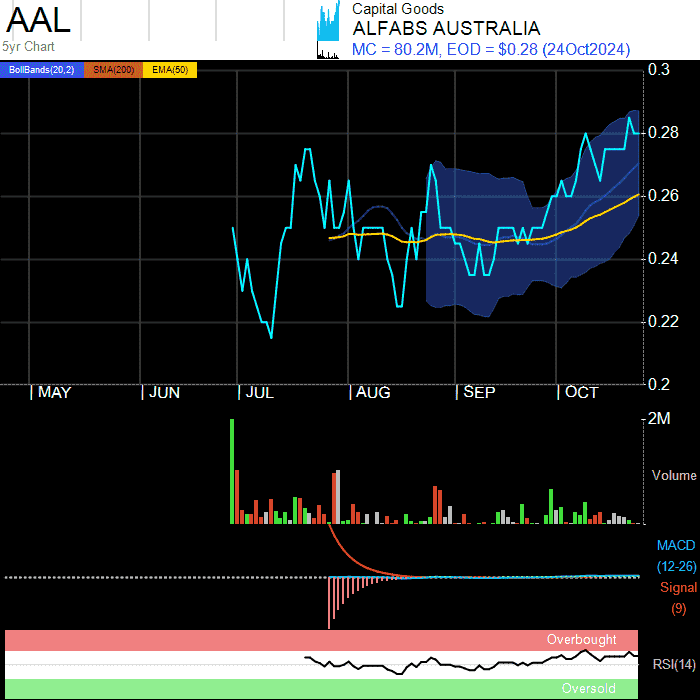 AAL
5yr Chart
Capital Goods
ALFABS AUSTRALIA
MC = 80.2M, EOD = $0.28 (24Oct2024)
BollBands(20,2) SMA(200) EMA(50)
0.3
0.28
0.26
0.24
0.22
0.2
MAY JUN JUL AUG SEP OCT
2M
Volume
MACD
(12-26)
Signal
(9)
Overbought
RSI(14)
Oversold